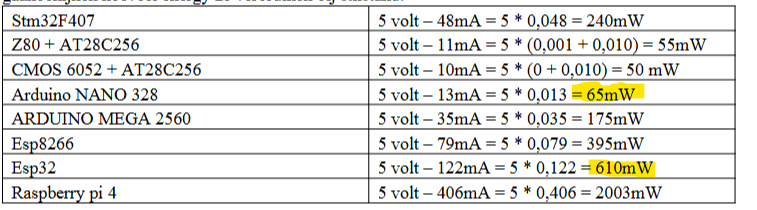 Stm32F407 5 volt – 48mA = 5 * 0,048 = 240mW
Z80 + AT28C256 5 volt – 11mA = 5 * (0,001 + 0,010) = 55mW
CMOS 6052 + AT28C256 5 volt – 10mA = 5 * (0 + 0,010) = 50 mW
Arduino NANO 328 5 volt – 13mA = 5 * 0,013 = 65mW
ARDUINO MEGA 2560 5 volt – 35mA = 5 * 0,035 = 175mW
Esp8266 5 volt – 79mA = 5 * 0,079 = 395mW
Esp32 5 volt – 122mA = 5 * 0,122 = 610mW
Raspberry pi 4 5 volt – 406mA = 5 * 0,406 = 2003mW